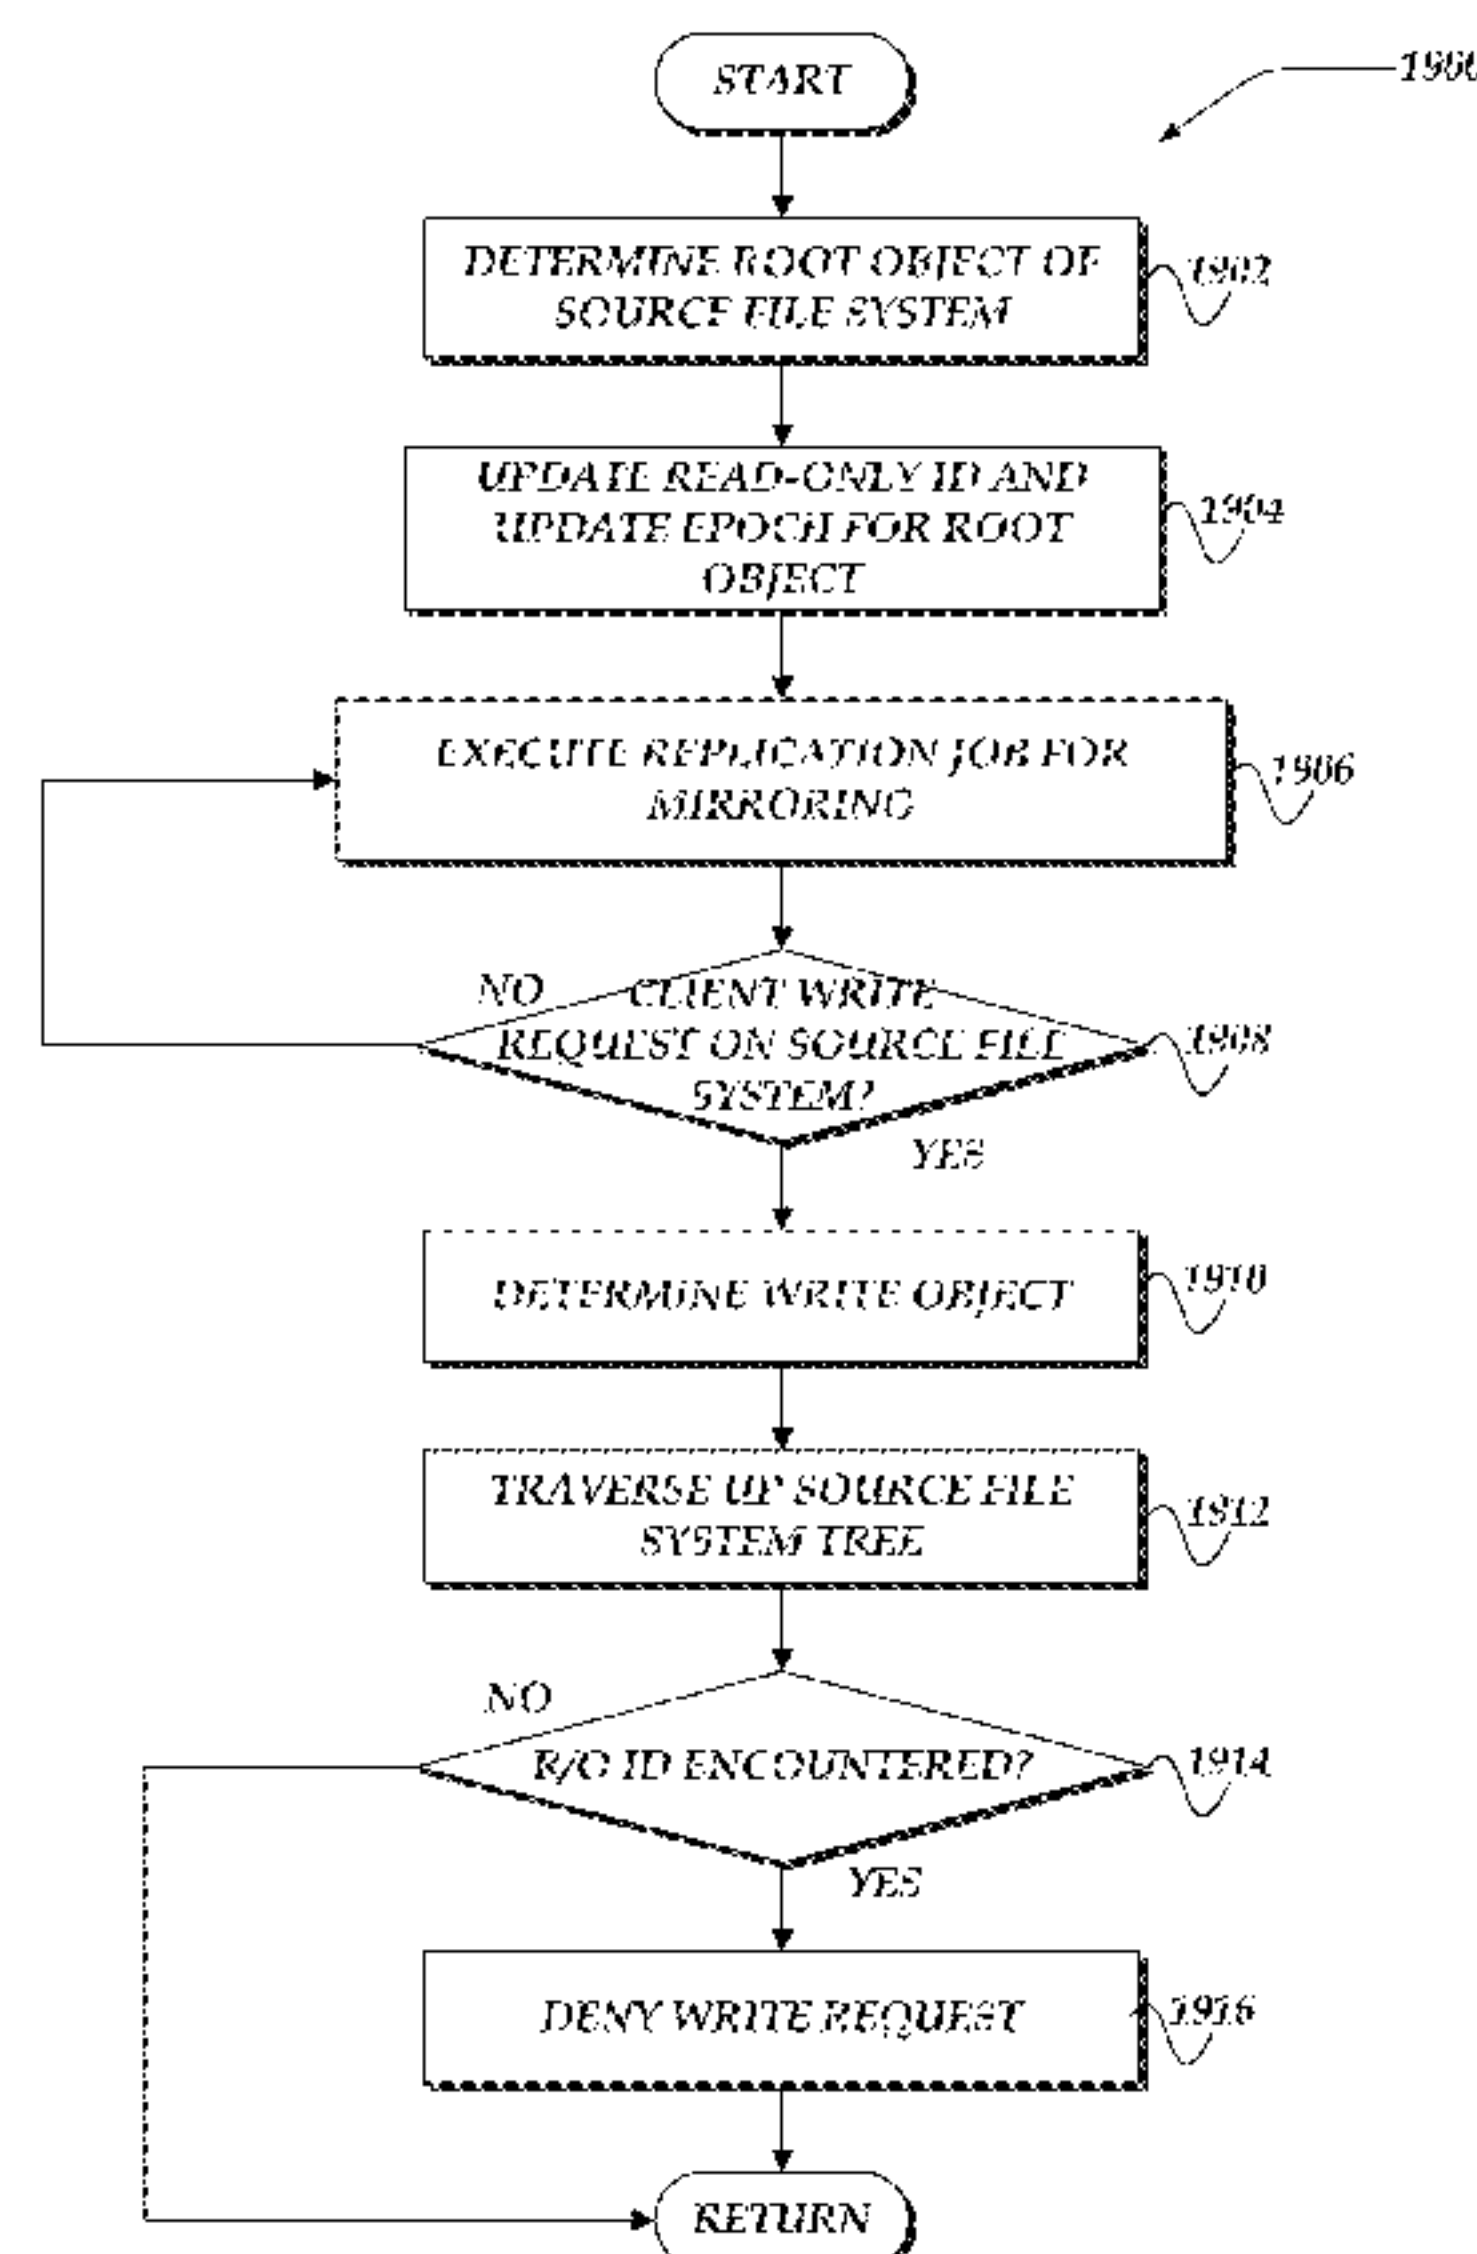 START
1900
DETERMINE ROOT OBJECT OF
SOURCE FILE SYSTEM
1902
UPDATE READ-ONLY ID AND
UPDATE EPOCH FOR ROOT
OBJECT
1904
EXECUTE REPLICATION JOB FOR
MIRRORING
1906
NO
CLIENT WRITE
REQUEST ON SOURCE FILE
SYSTEM?
1908
YES
DETERMINE WRITE OBJECT
1910
TRAVERSE UP SOURCE FILE
SYSTEM TREE
1912
NO
R/O ID ENCOUNTERED?
1914
YES
DENY WRITE REQUEST
1916
RETURN